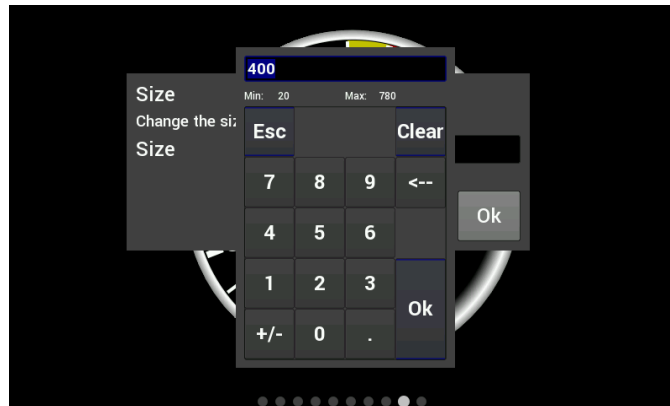 400
Min: 20 Max: 780
Size
Change the siz
Size
Esc Clear
7 8 9 <--
4 5 6
1 2 3
+/- 0 .
Ok
Ok